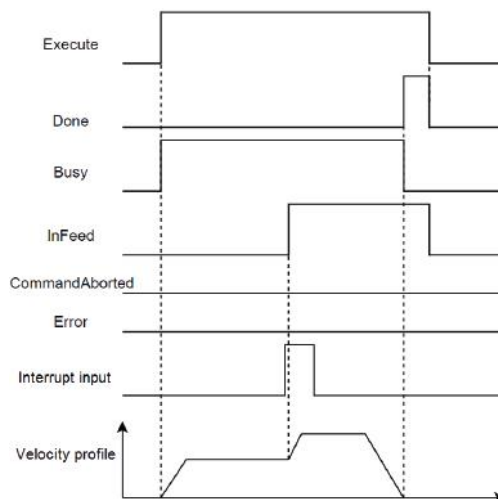 Execute
Done
Busy
InFeed
CommandAborted
Error
Interrupt input
Velocity profile